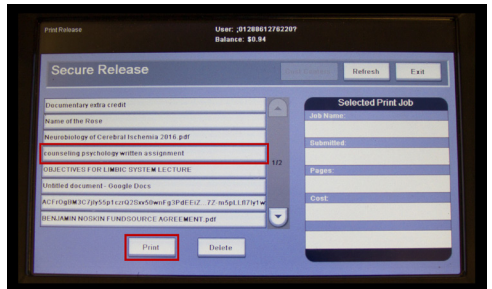 Print Release
User: ;0128861276220?
Balance: $0.94
Secure Release
Refresh
Exit
Documentary extra credit
Name of the Rose
Neurobiology of Cerebral Ischemia 2016.pdf
counseling psychology written assignment
OBJECTIVES FOR LIMBIC SYSTEM LECTURE
Untitled document - Google Docs
BENJAMIN NOSKIN FUNDSOURCE AGREEMENT.pdf
1/2
Print
Delete
Selected Print Job
Job Name:
Submitted:
Pages:
Cost: